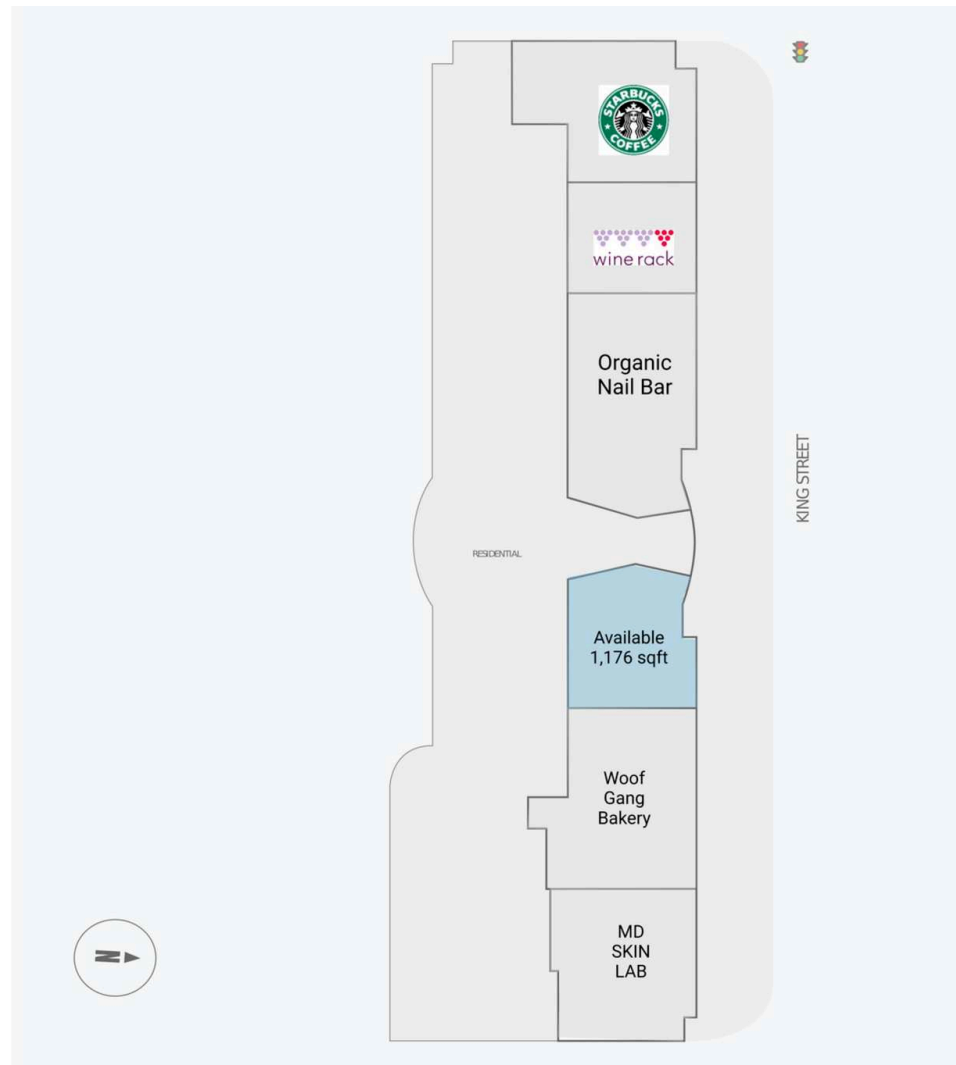 STARBUCKS
COFFEE
wine rack
Organic
Nail Bar
KING STREET
RESIDENTIAL
Available
1,176 sqft
Woof
Gang
Bakery
MD
SKIN
LAB
N